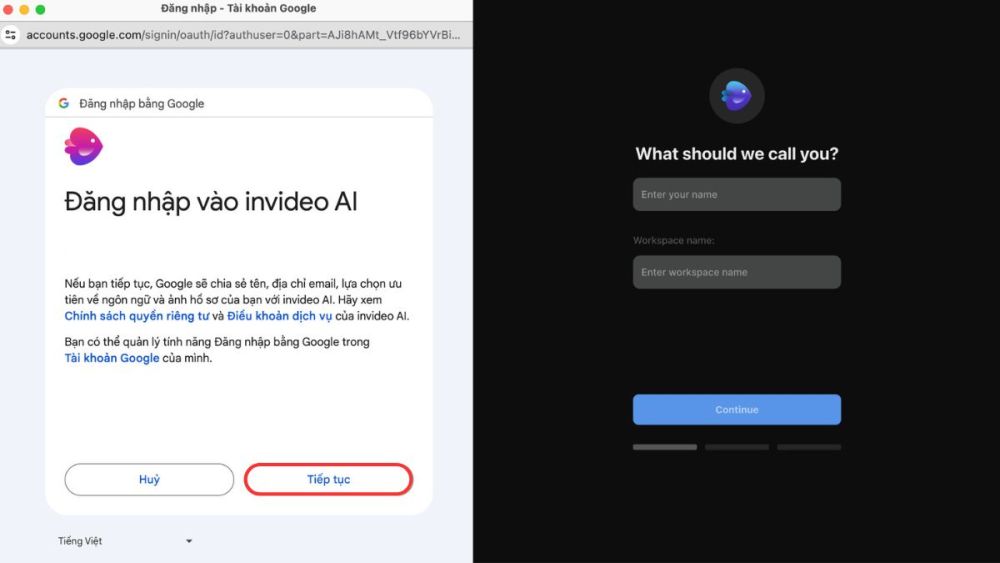 Đăng nhập - Tài khoản Google
accounts.google.com/signin/oauth/id?authuser=0&part=AJi8hAMt_Vtf96bYVrBi...
Đăng nhập bằng Google
Đăng nhập vào invideo AI
Nếu bạn tiếp tục, Google sẽ chia sẻ tên, địa chỉ email, lựa chọn ưu
tiên về ngôn ngữ và ảnh hồ sơ của bạn với invideo AI. Hãy xem
Chính sách quyền riêng tư và Điều khoản dịch vụ của invideo AI.
Bạn có thể quản lý tính năng Đăng nhập bằng Google trong
Tài khoản Google của mình.
Huỷ
Tiếp tục
Tiếng Việt
What should we call you?
Enter your name
Workspace name:
Enter workspace name
Continue